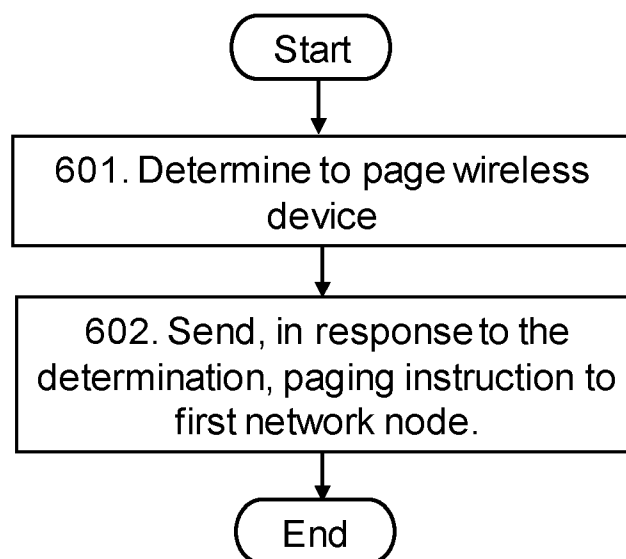 Start
601. Determine to page wireless
device
602. Send, in response to the
determination, paging instruction to
first network node.
End